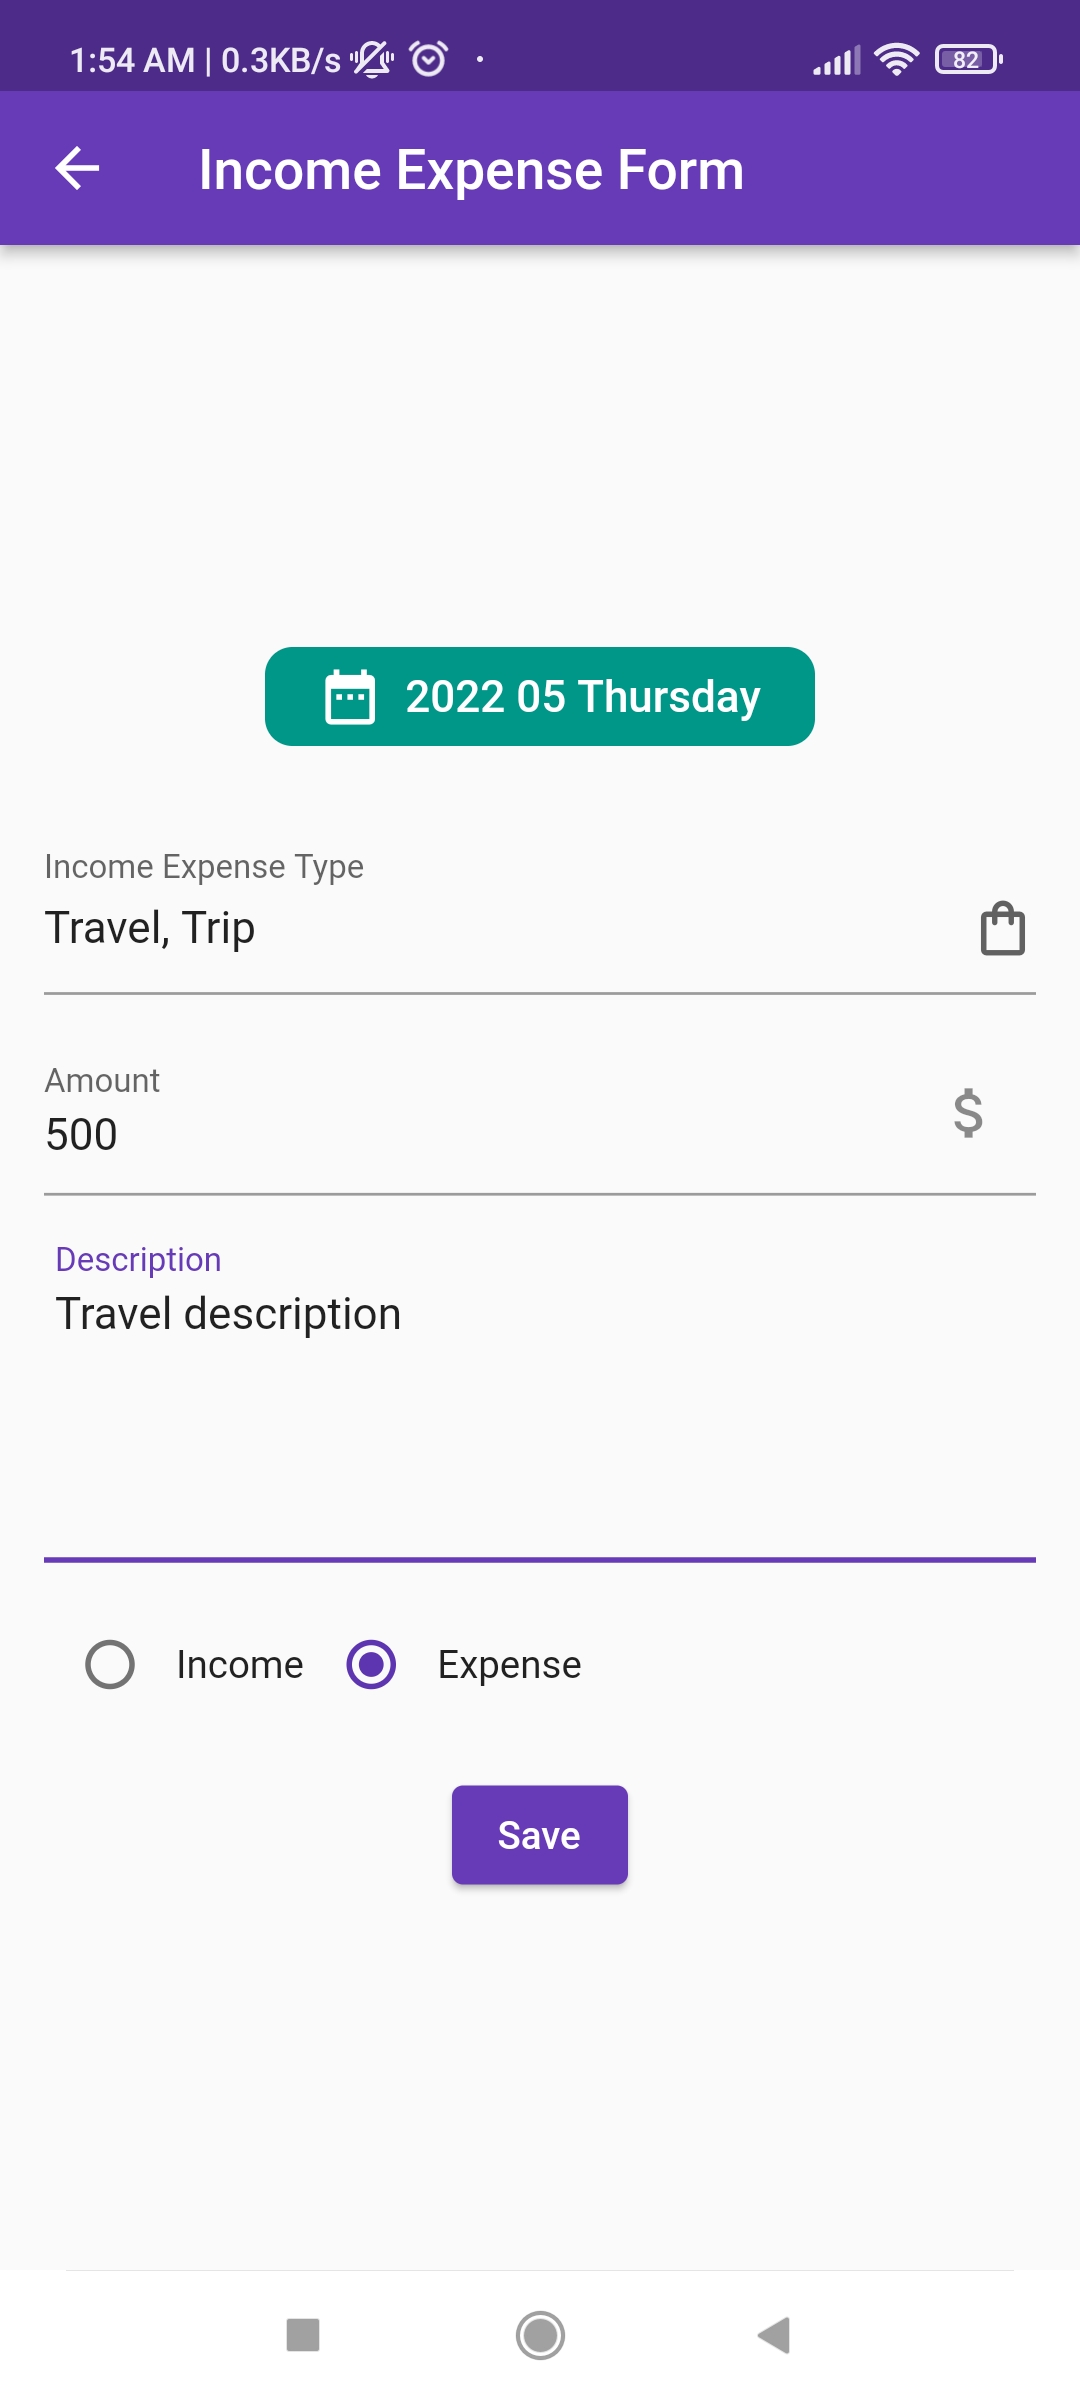 1:54 AM | 0.3KB/s
82
Income Expense Form
2022 05 Thursday
Income Expense Type
Travel, Trip
Amount
500
$
Description
Travel description
Income
Expense
Save